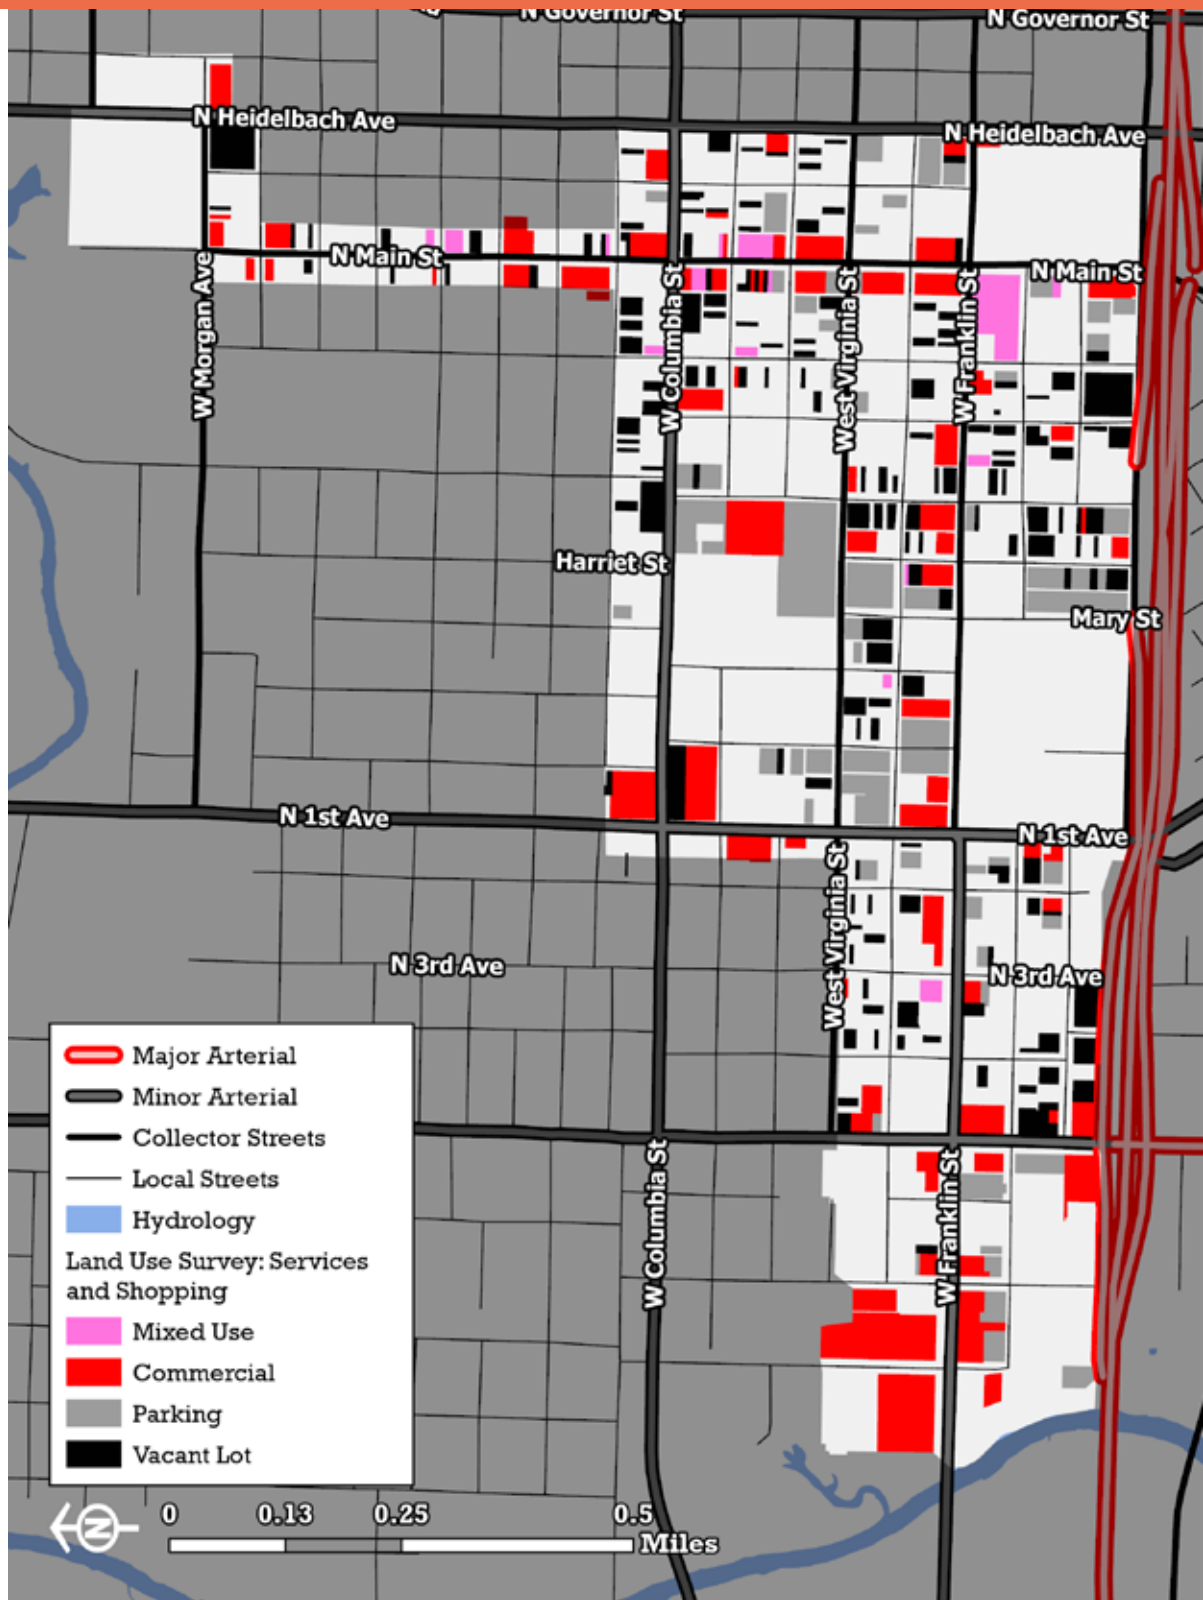 N Governor St
N Governor St
N Heidelbach Ave
N Heidelbach Ave
N Main St
N Main St
W Morgan Ave
W Columbia St
West Virginia St
W Franklin St
Harriet St
Mary St
N 1st Ave
N 1st Ave
West Virginia St
N 3rd Ave
N 3rd Ave
W Columbia St
W Franklin St
Major Arterial
Minor Arterial
Collector Streets
Local Streets
Hydrology
Land Use Survey: Services
and Shopping
Mixed Use
Commercial
Parking
Vacant Lot
N
0 0.13 0.25 0.5
Miles